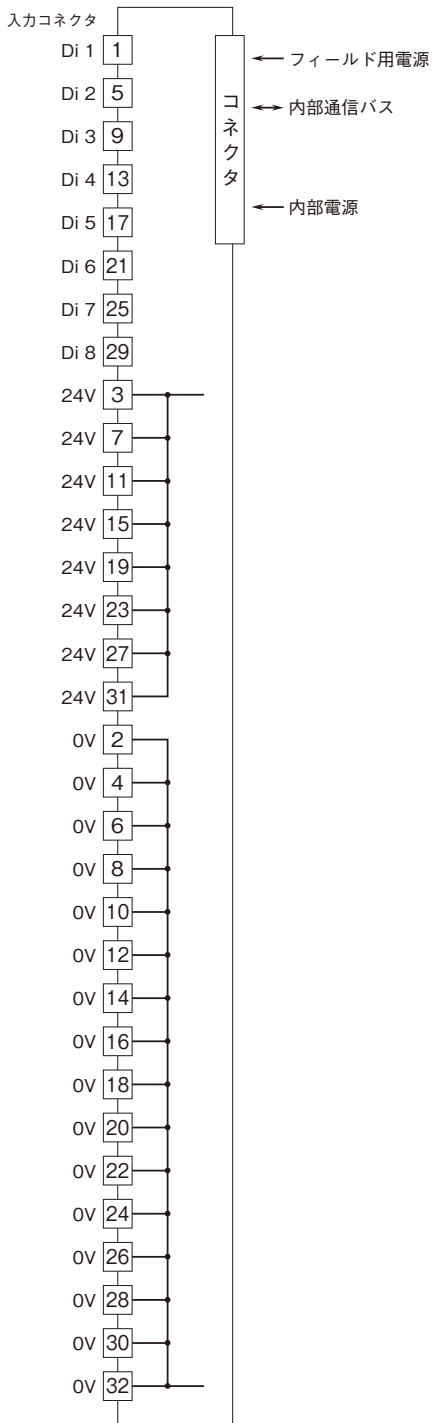 入力コネクタ
Di 1 1
Di 2 5
Di 3 9
Di 4 13
Di 5 17
Di 6 21
Di 7 25
Di 8 29
24V 3
24V 7
24V 11
24V 15
24V 19
24V 23
24V 27
24V 31
0V 2
0V 4
0V 6
0V 8
0V 10
0V 12
0V 14
0V 16
0V 18
0V 20
0V 22
0V 24
0V 26
0V 28
0V 30
0V 32
コネクタ
フィールド用電源
内部通信バス
内部電源